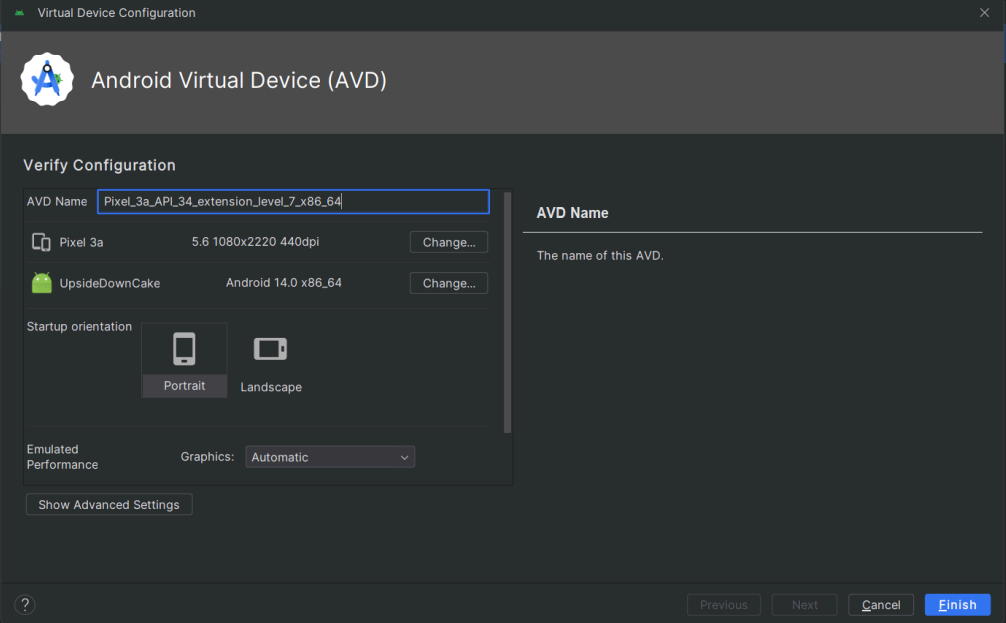 Virtual Device Configuration
Android Virtual Device (AVD)
Verify Configuration
AVD Name Pixel_3a_API_34_extension_level_7_x86_64
Pixel 3a 5.6 1080x2220 440dpi Change...
UpsideDownCake Android 14.0 x86_64 Change...
Startup orientation
Portrait
Landscape
Emulated
Performance
Graphics: Automatic
Show Advanced Settings
AVD Name
The name of this AVD.
? Previous Next Cancel Finish